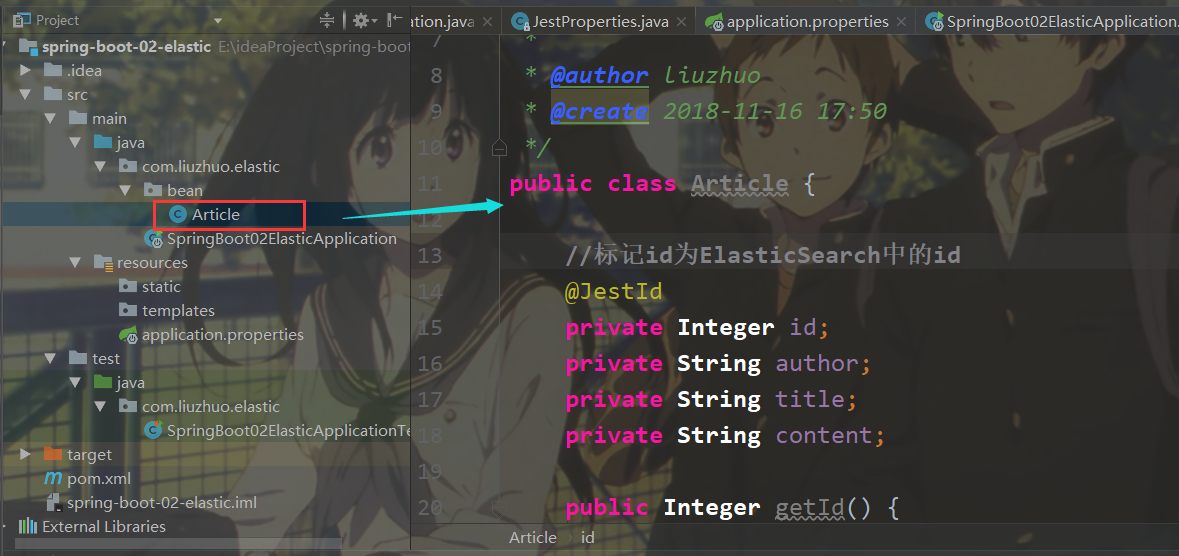 Project
spring-boot-02-elastic E:\ideaProject\spring-boot
.idea
src
main
java
com.liuzhuo.elastic
bean
Article
SpringBoot02ElasticApplication
resources
static
templates
application.properties
test
java
com.liuzhuo.elastic
SpringBoot02ElasticApplicationTe
target
pom.xml
spring-boot-02-elastic.iml
External Libraries
ation.java JestProperties.java application.properties SpringBoot02ElasticApplication.
7 *
8 * @author liuzhuo
9 * @create 2018-11-16 17:50
10 */
11 public class Article {
12
13 //标记id为ElasticSearch中的id
14 @JestId
15 private Integer id;
16 private String author;
17 private String title;
18 private String content;
19
20 public Integer getId() {
Article id